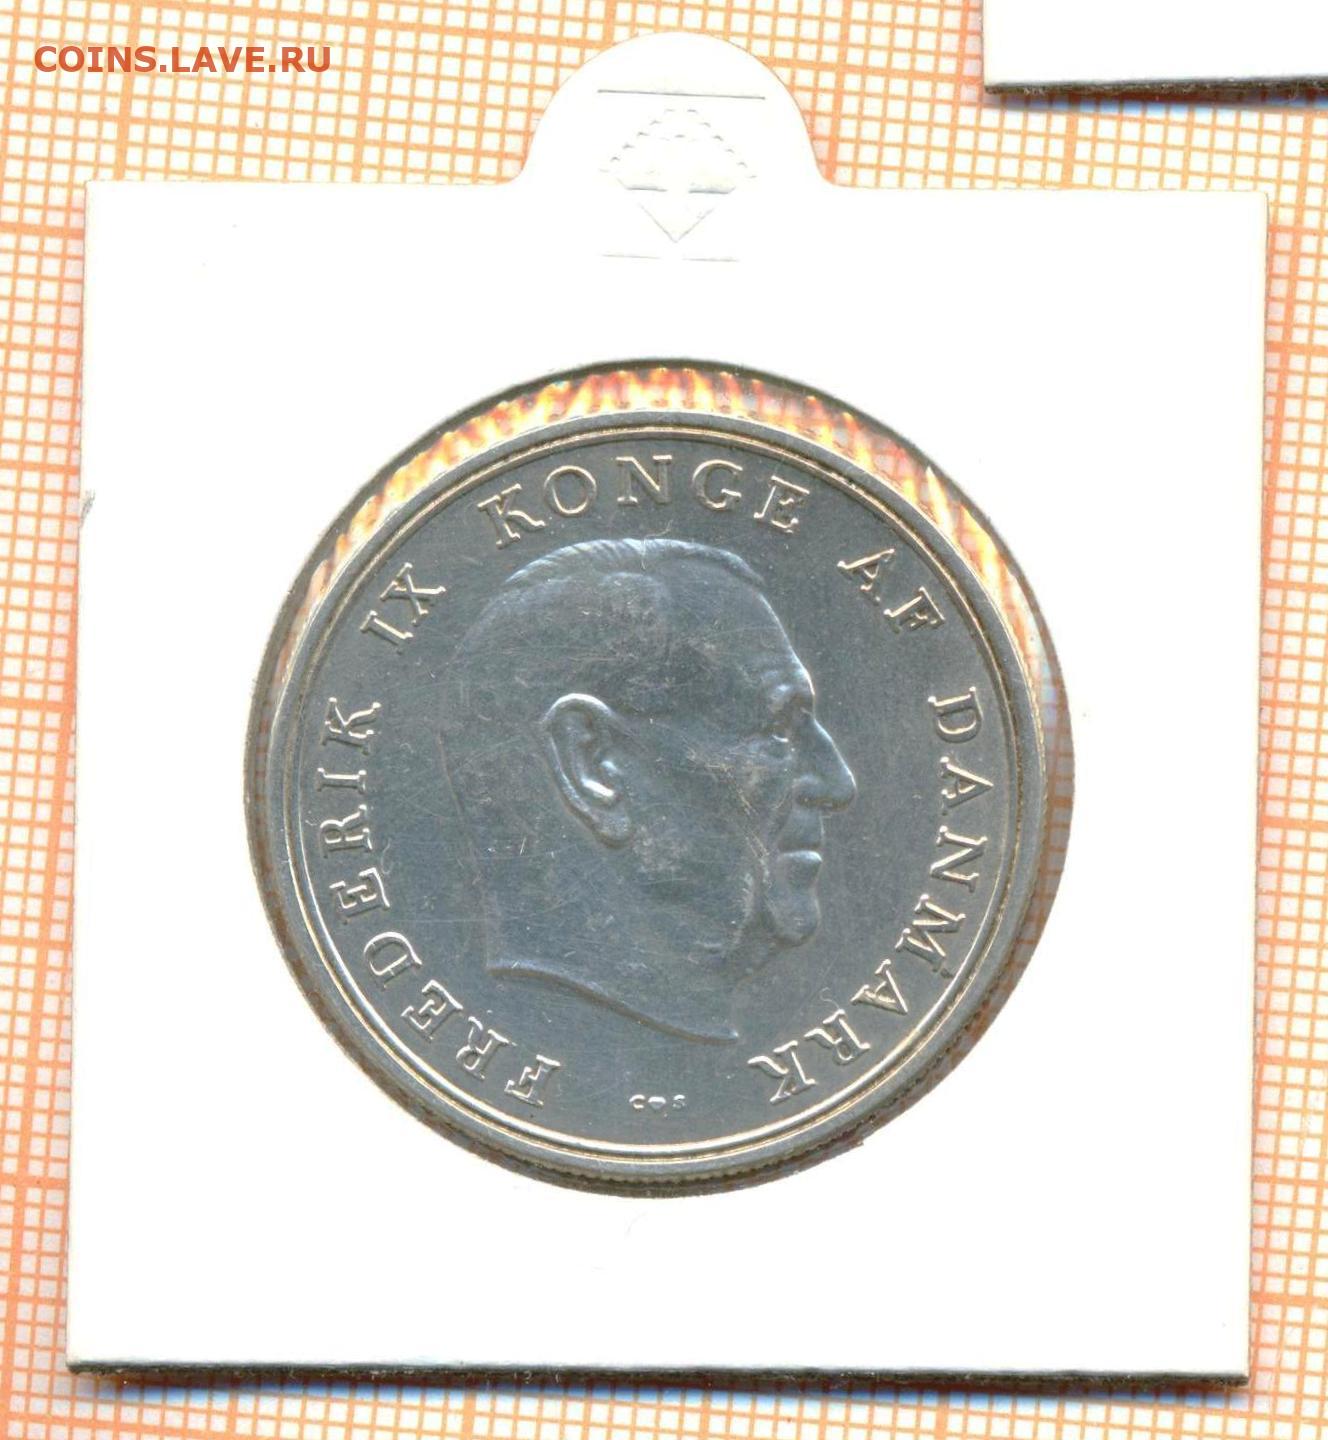 COINS.LAVE.RU
FREDERIK IX KONGE AF DANMARK
C♥S